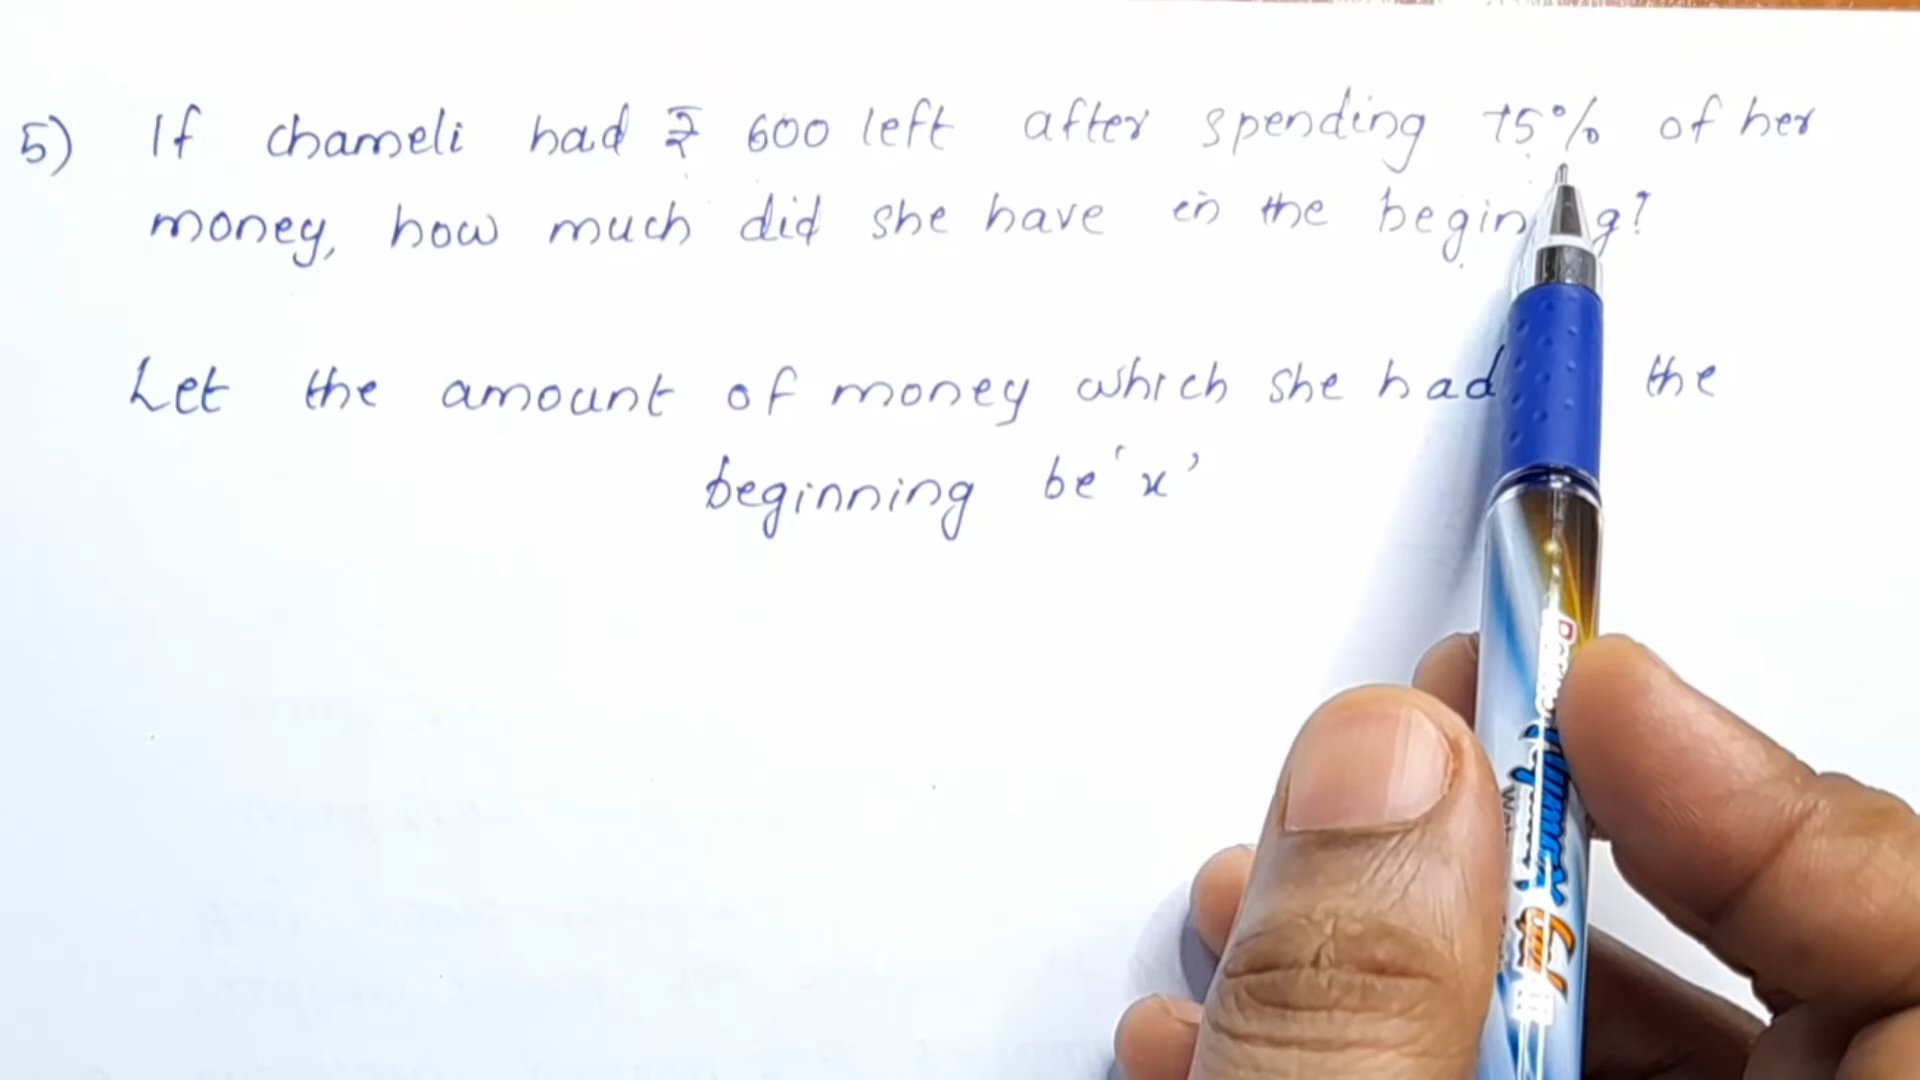 5) If chameli had ₹ 600 left after spending 75% of her
money, how much did she have in the begin g?
Let the amount of money which she had the
beginning be 'x'